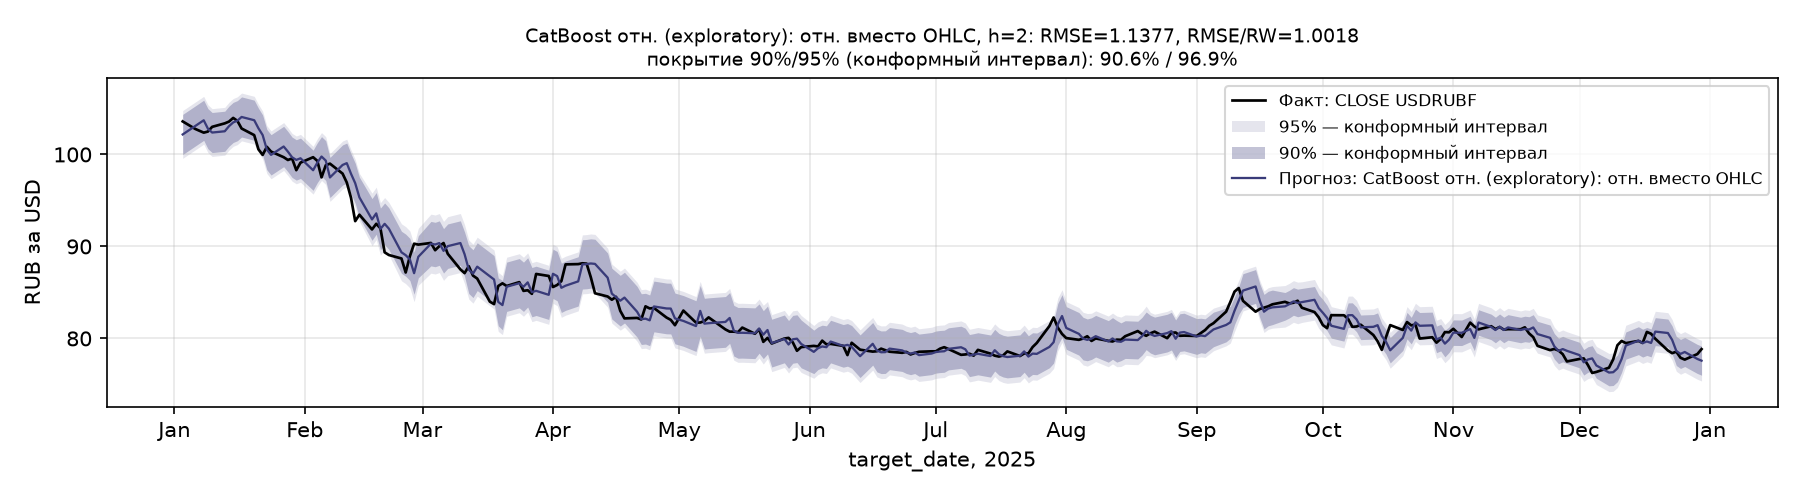 CatBoost отн. (exploratory): отн. вместо OHLC, h=2: RMSE=1.1377, RMSE/RW=1.0018
покрытие 90%/95% (конформный интервал): 90.6% / 96.9%
Факт: CLOSE USDRUBF
95% — конформный интервал
90% — конформный интервал
Прогноз: CatBoost отн. (exploratory): отн. вместо OHLC
RUB за USD
100
90
80
Jan Feb Mar Apr May Jun Jul Aug Sep Oct Nov Dec Jan
target_date, 2025